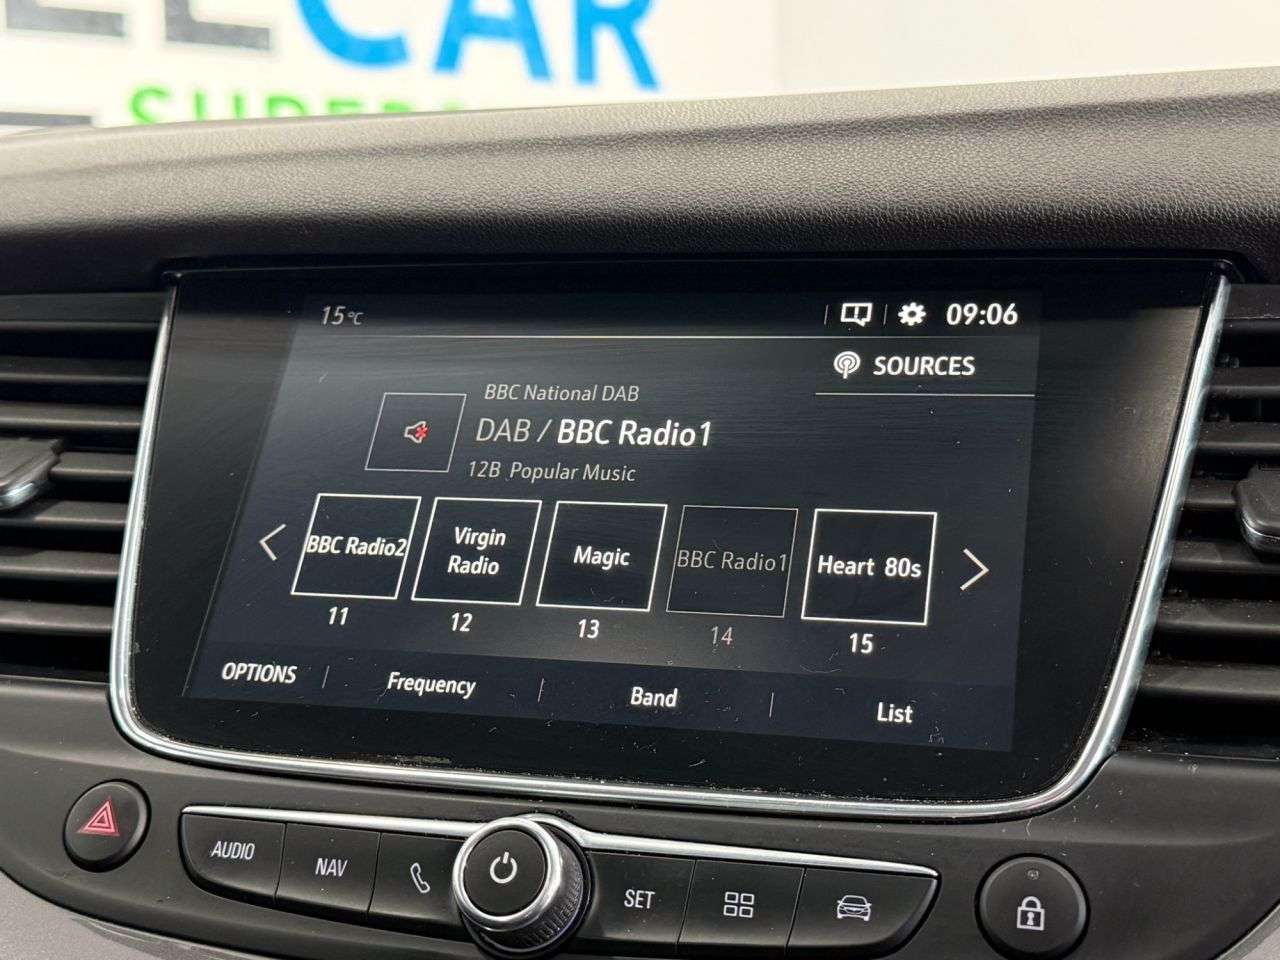 CAR
15°C
09:06
SOURCES
BBC National DAB
DAB / BBC Radio1
12B Popular Music
BBC Radio2
Virgin
Radio
Magic
BBC Radio1
Heart 80s
11
12
13
14
15
OPTIONS
Frequency
Band
List
AUDIO
NAV
SET